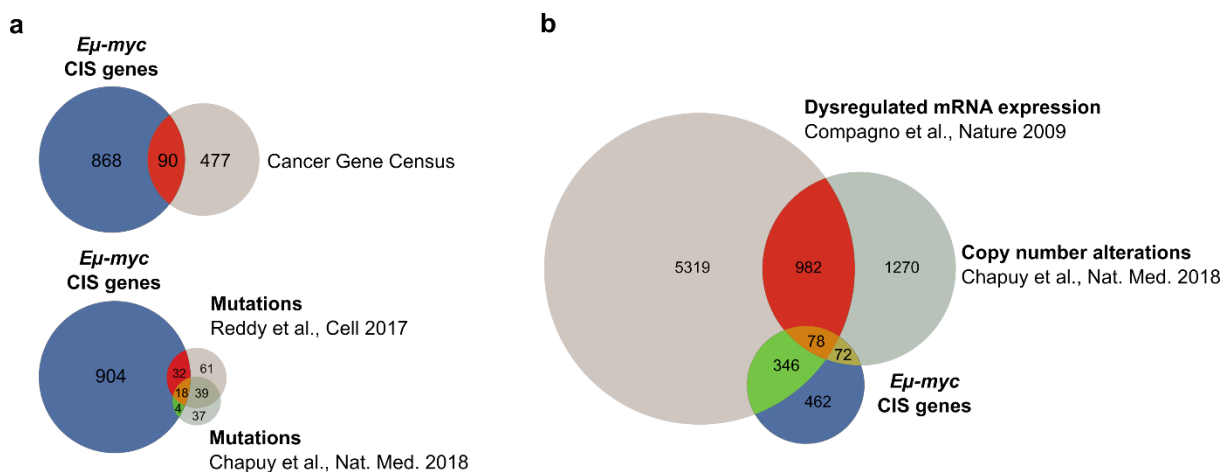 a
Eμ-myc
CIS genes
868
90
477
Cancer Gene Census
Eμ-myc
CIS genes
Mutations
Reddy et al., Cell 2017
904
32
61
18
39
4
37
Mutations
Chapuy et al., Nat. Med. 2018
b
Dysregulated mRNA expression
Compagno et al., Nature 2009
5319
982
1270
Copy number alterations
Chapuy et al., Nat. Med. 2018
78
72
346
462
Eμ-myc
CIS genes